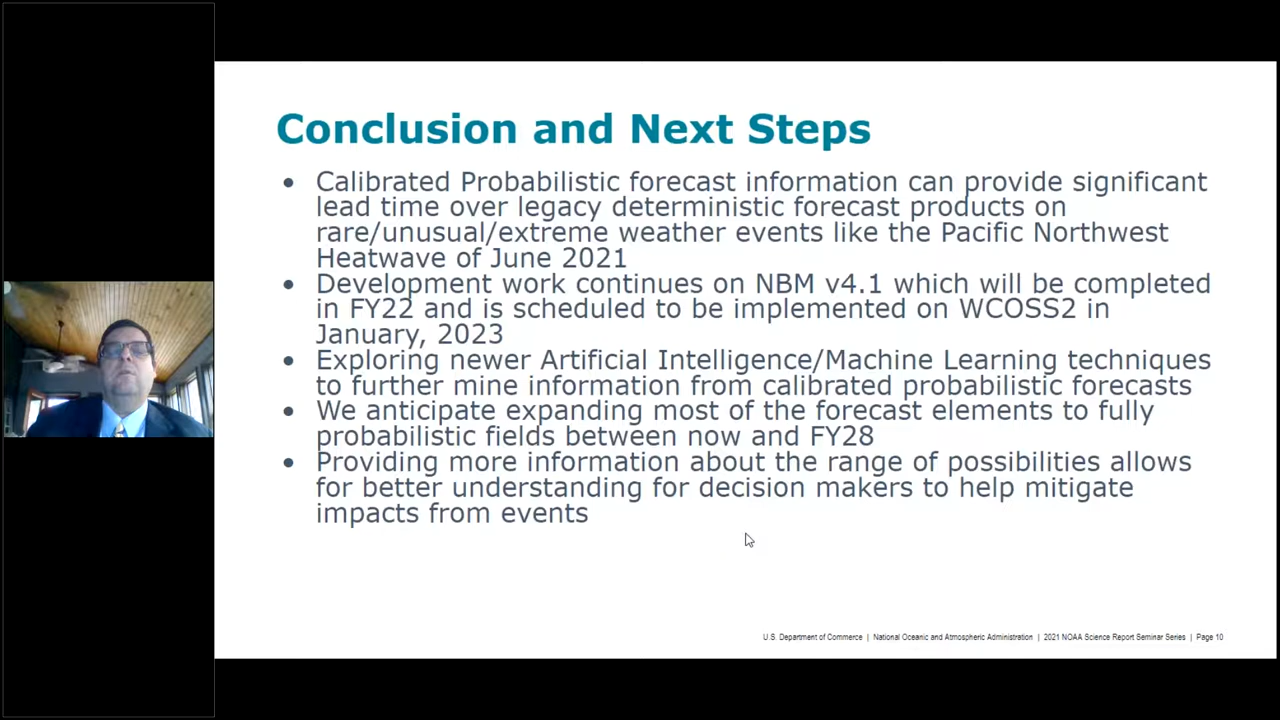 Conclusion and Next Steps
• Calibrated Probabilistic forecast information can provide significant
lead time over legacy deterministic forecast products on
rare/unusual/extreme weather events like the Pacific Northwest
Heatwave of June 2021
• Development work continues on NBM v4.1 which will be completed
in FY22 and is scheduled to be implemented on WCOSS2 in
January, 2023
• Exploring newer Artificial Intelligence/Machine Learning techniques
to further mine information from calibrated probabilistic forecasts
• We anticipate expanding most of the forecast elements to fully
probabilistic fields between now and FY28
• Providing more information about the range of possibilities allows
for better understanding for decision makers to help mitigate
impacts from events
U.S. Department of Commerce | National Oceanic and Atmospheric Administration | 2021 NOAA Science Report Seminar Series | Page 10